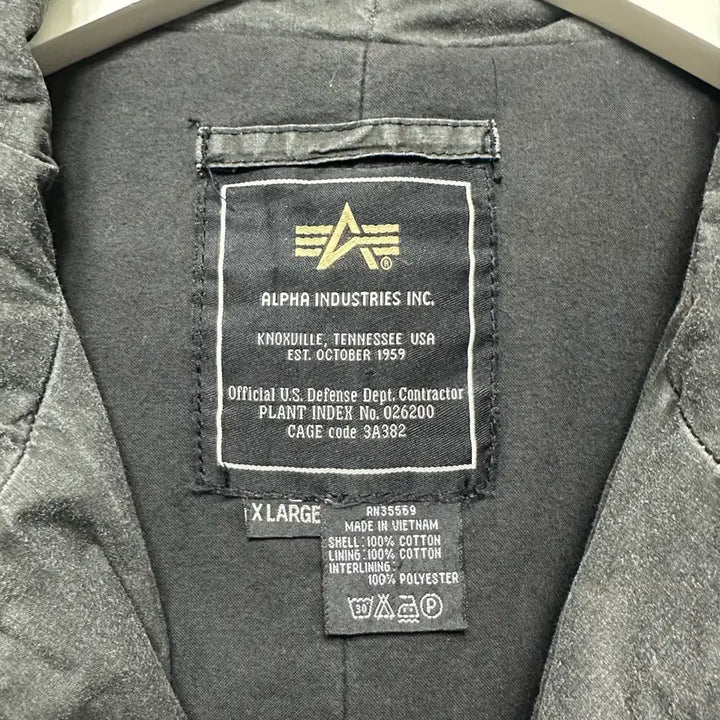 ®
ALPHA INDUSTRIES INC.
KNOXVILLE, TENNESSEE USA
EST. OCTOBER 1959
Official U.S. Defense Dept. Contractor
PLANT INDEX No. 026200
CAGE code 3A382
X LARGE
RN35569
MADE IN VIETNAM
SHELL: 100% COTTON
LINING: 100% COTTON
INTERLINING:
100% POLYESTER
30 P